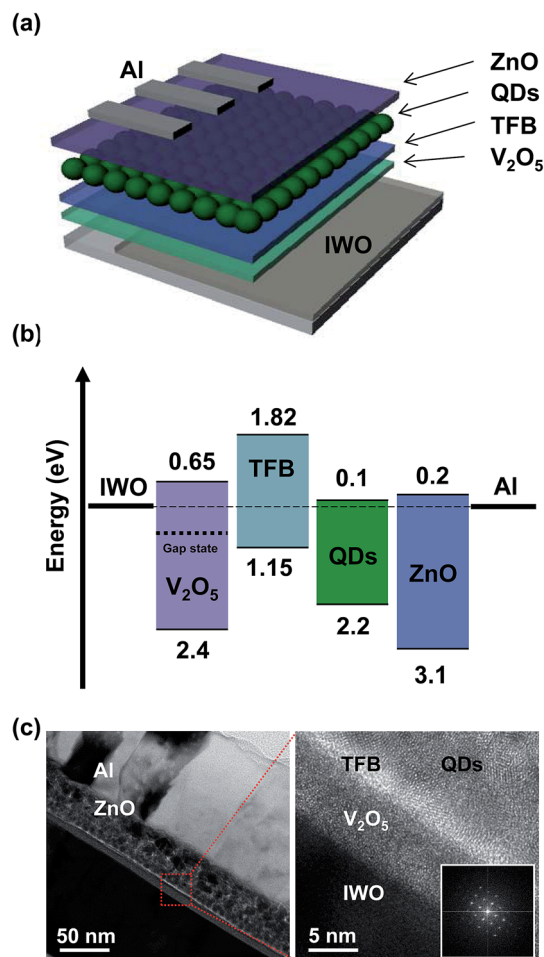 (a)
Al
ZnO
QDs
TFB
V₂O₅
IWO
(b)
Energy (eV)
IWO
0.65
Gap state
V₂O₅
2.4
1.82
TFB
1.15
0.1
QDs
2.2
0.2
ZnO
3.1
Al
(c)
Al
ZnO
50 nm
TFB
QDs
V₂O₅
IWO
5 nm